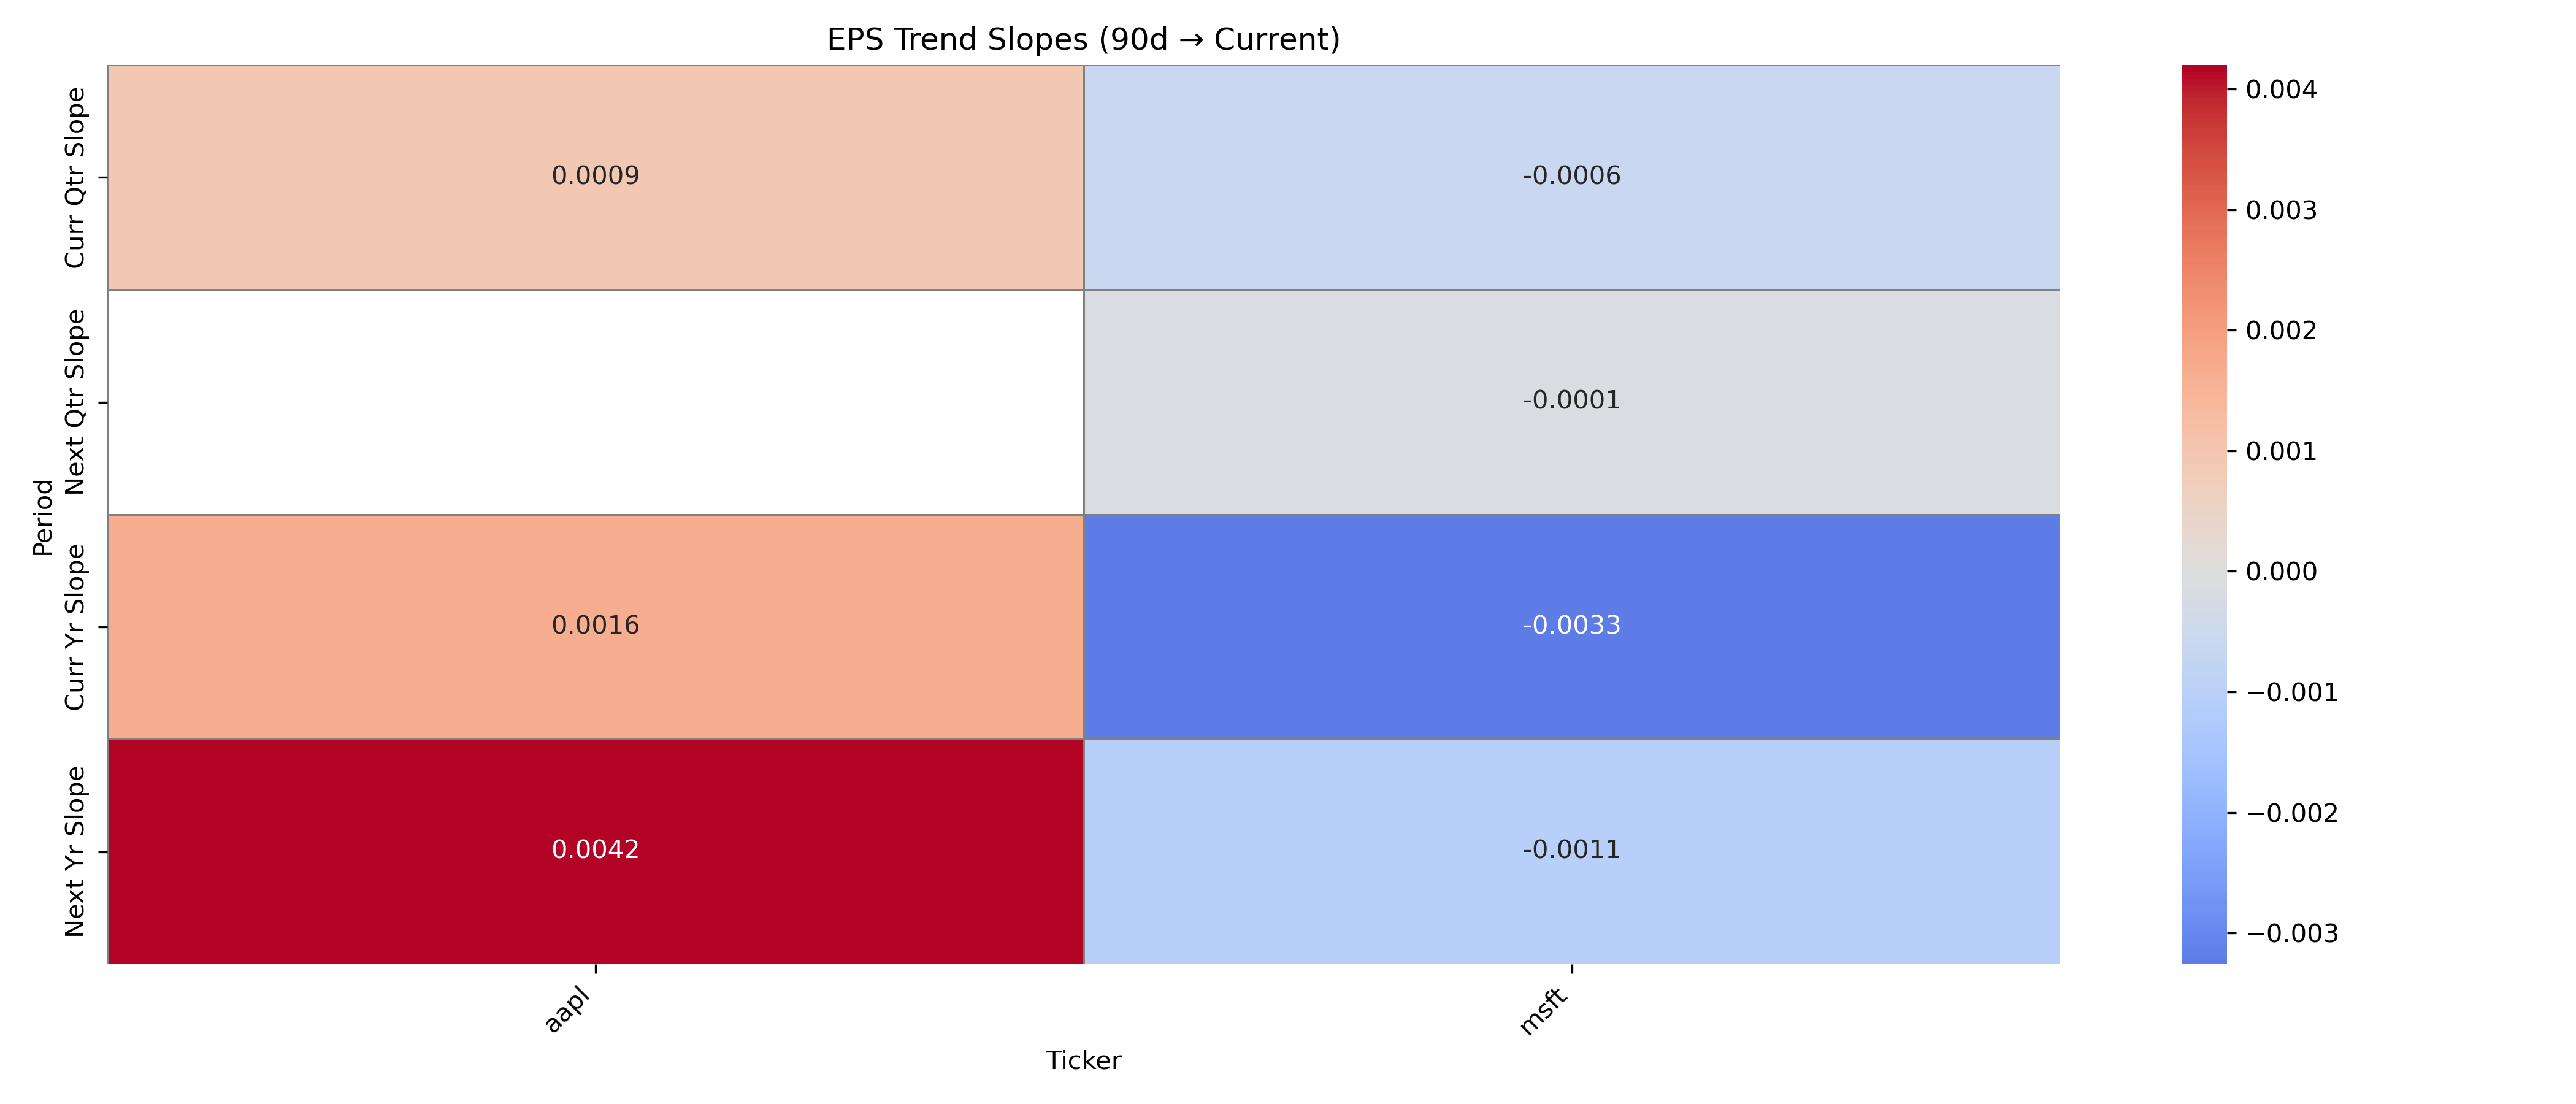 EPS Trend Slopes (90d → Current)
Curr Qtr Slope
0.0009
-0.0006
Next Qtr Slope
-0.0001
Curr Yr Slope
0.0016
-0.0033
Next Yr Slope
0.0042
-0.0011
Period
aapl
msft
Ticker
0.004
0.003
0.002
0.001
0.000
−0.001
−0.002
−0.003